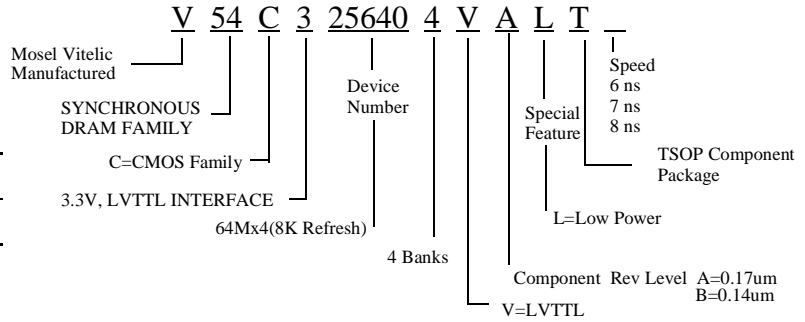 V 54 C 3 25640 4 V A L T _
Mosel Vitelic
Manufactured
SYNCHRONOUS
DRAM FAMILY
C=CMOS Family
3.3V, LVTTL INTERFACE
Device
Number
64Mx4(8K Refresh)
4 Banks
Special
Feature
Speed
6 ns
7 ns
8 ns
TSOP Component
Package
L=Low Power
Component Rev Level A=0.17um
B=0.14um
V=LVTTL